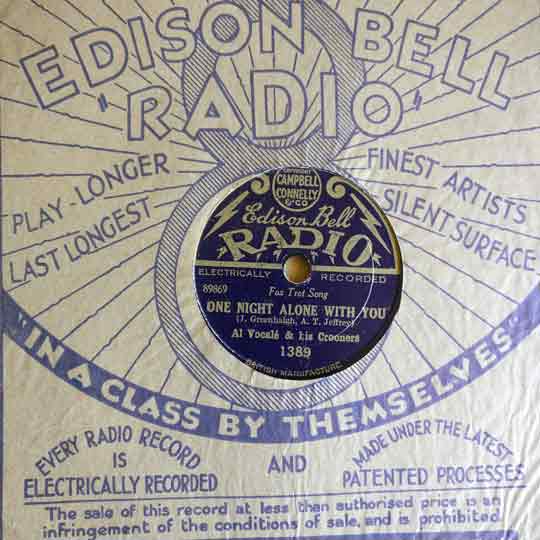 EDISON BELL
"RADIO"
PLAY-LONGER
LAST LONGEST
FINEST ARTISTS
SILENT SURFACE
COPYRIGHT
CAMPBELL
CONNELLY
& CO
Edison Bell
RADIO
ELECTRICALLY RECORDED
89869
Fox Trot Song
ONE NIGHT ALONE WITH YOU
(J. Greenhalgh, A. T. Jeffrey)
Al Vocalé & his Crooners
1389
BRITISH MANUFACTURE
IN A CLASS BY THEMSELVES
EVERY RADIO RECORD
IS
ELECTRICALLY RECORDED
AND
MADE UNDER THE LATEST
PATENTED PROCESSES
The sale of this record at less than authorised price is an
infringement of the conditions of sale, and is prohibited.